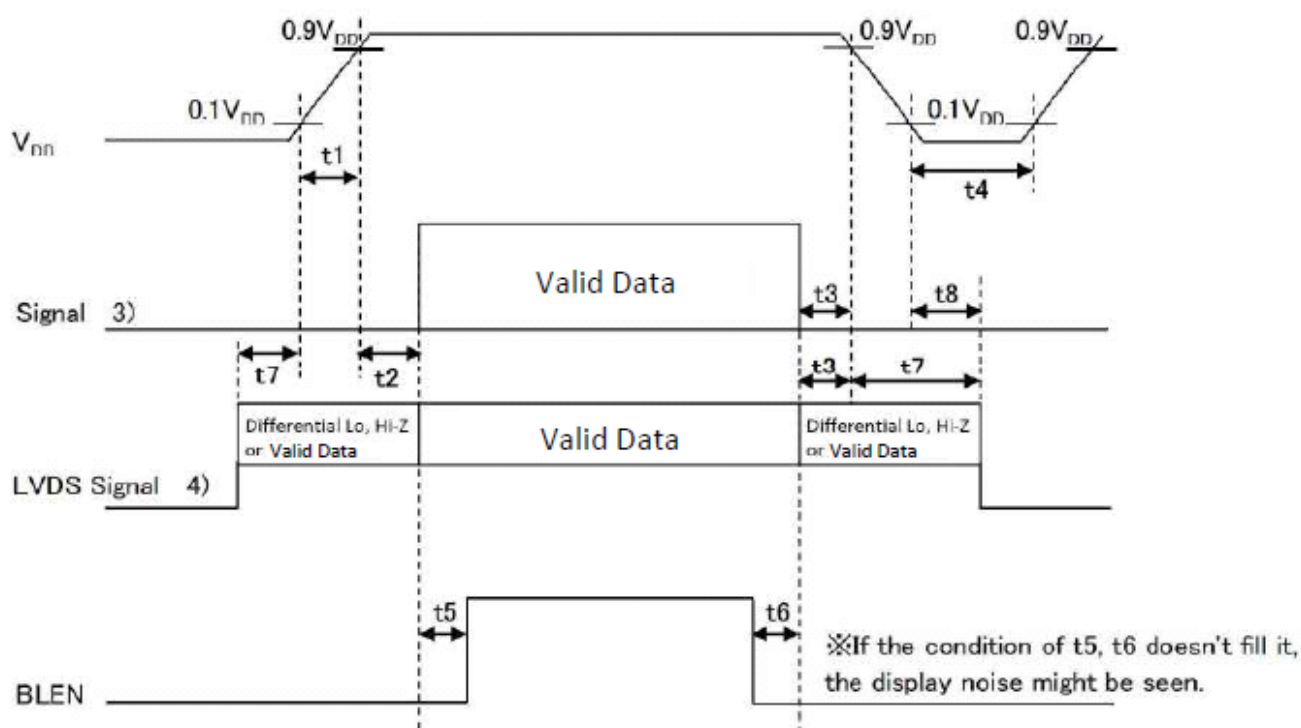 0.9VDD
0.9VDD
0.9VDD
0.1VDD
0.1VDD
VDD
t1
t4
Valid Data
t3
t8
Signal 3)
t7
t2
t3
t7
Differential Lo, Hi-Z
or Valid Data
Valid Data
Differential Lo, Hi-Z
or Valid Data
LVDS Signal 4)
t5
t6
※If the condition of t5, t6 doesn't fill it,
the display noise might be seen.
BLEN